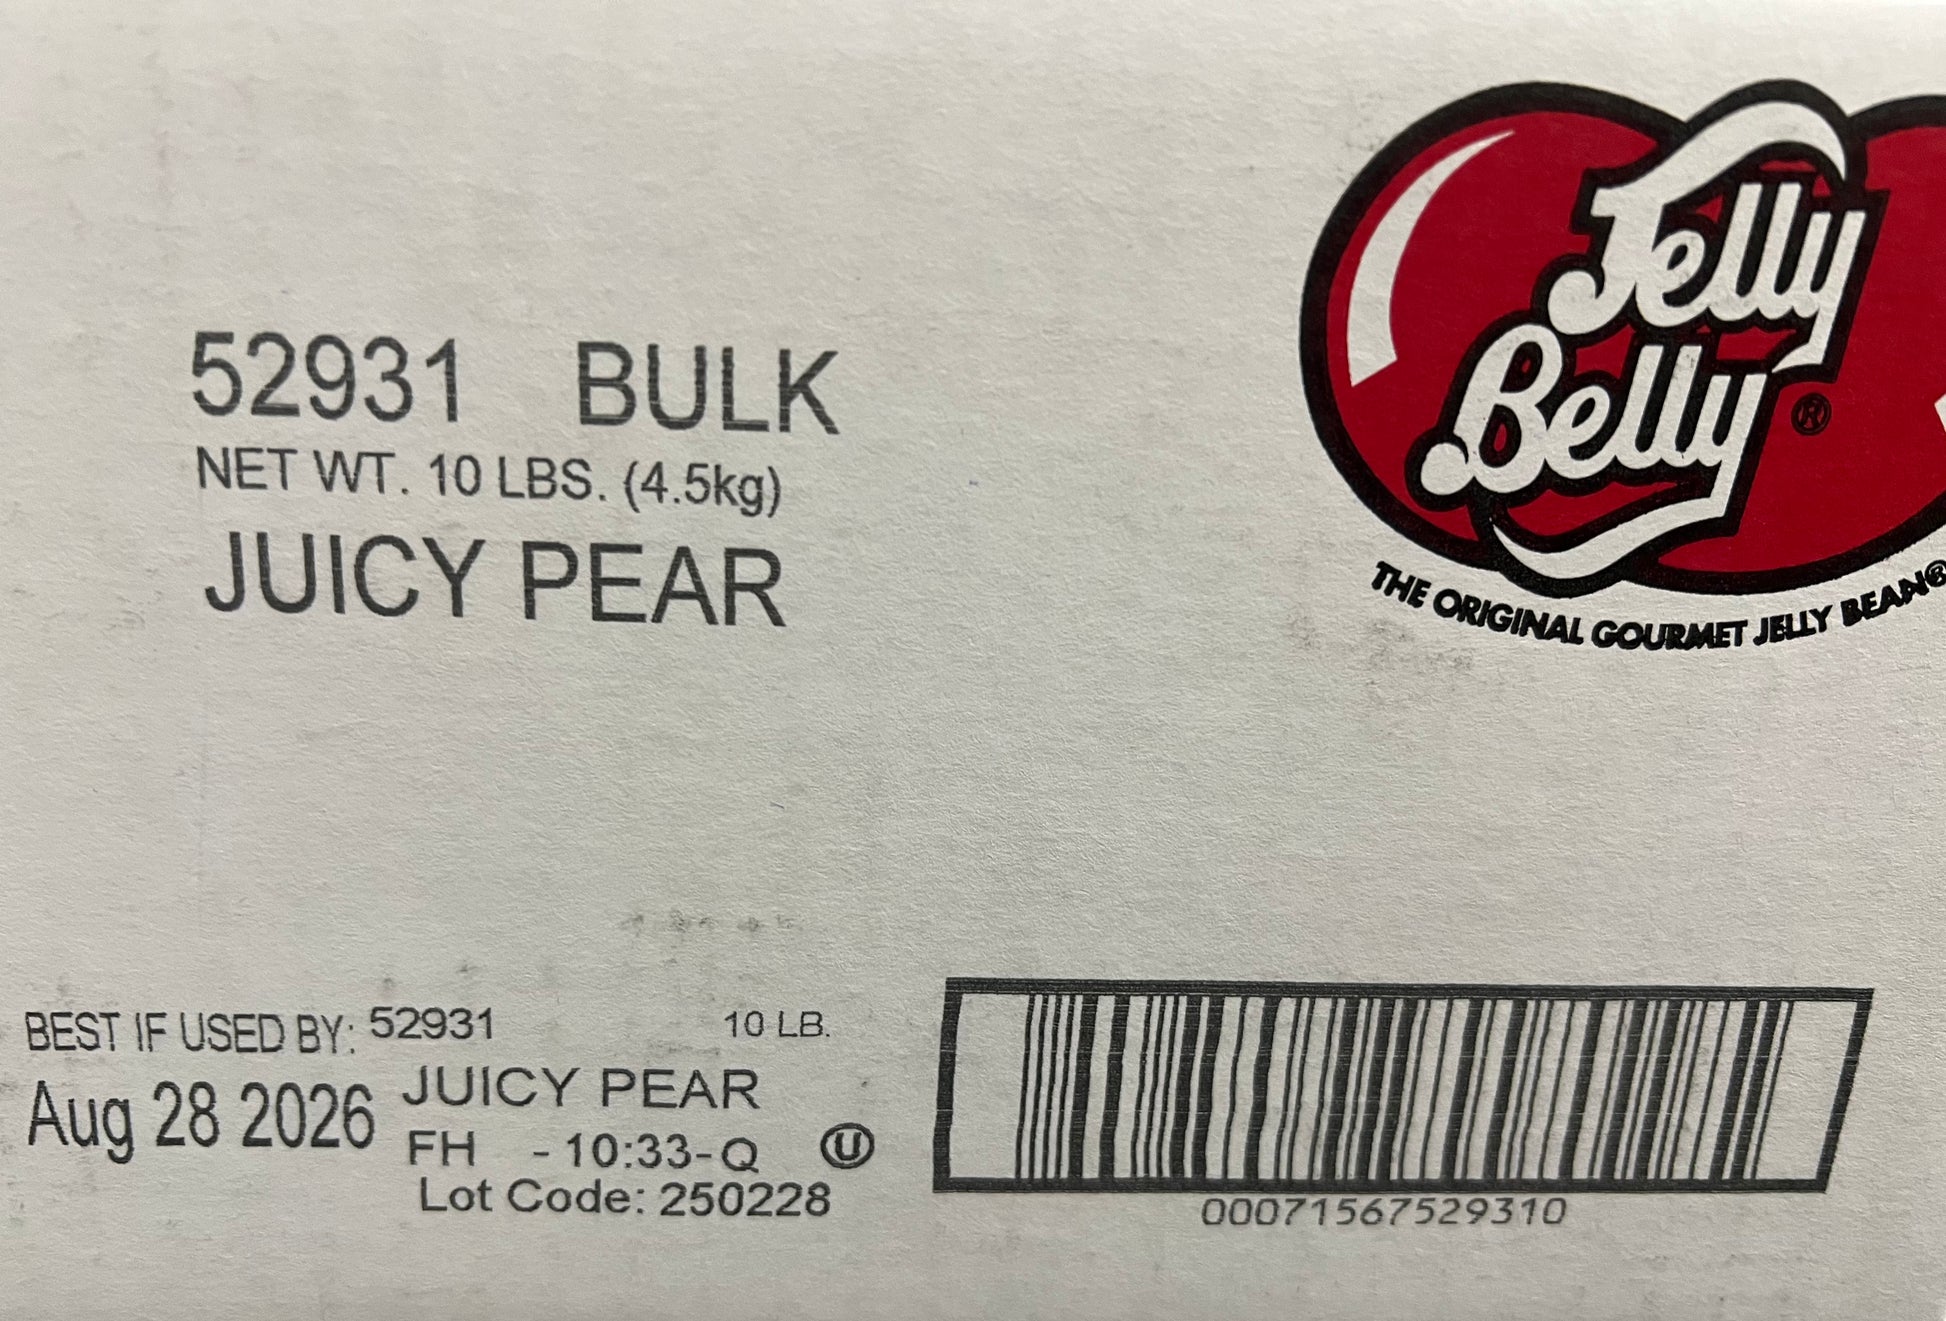 Jelly
Belly®
THE ORIGINAL GOURMET JELLY BEAN®
52931 BULK
NET WT. 10 LBS. (4.5kg)
JUICY PEAR
BEST IF USED BY: 52931 10 LB.
Aug 28 2026 JUICY PEAR
FH - 10:33-Q U
Lot Code: 250228
00071567529310